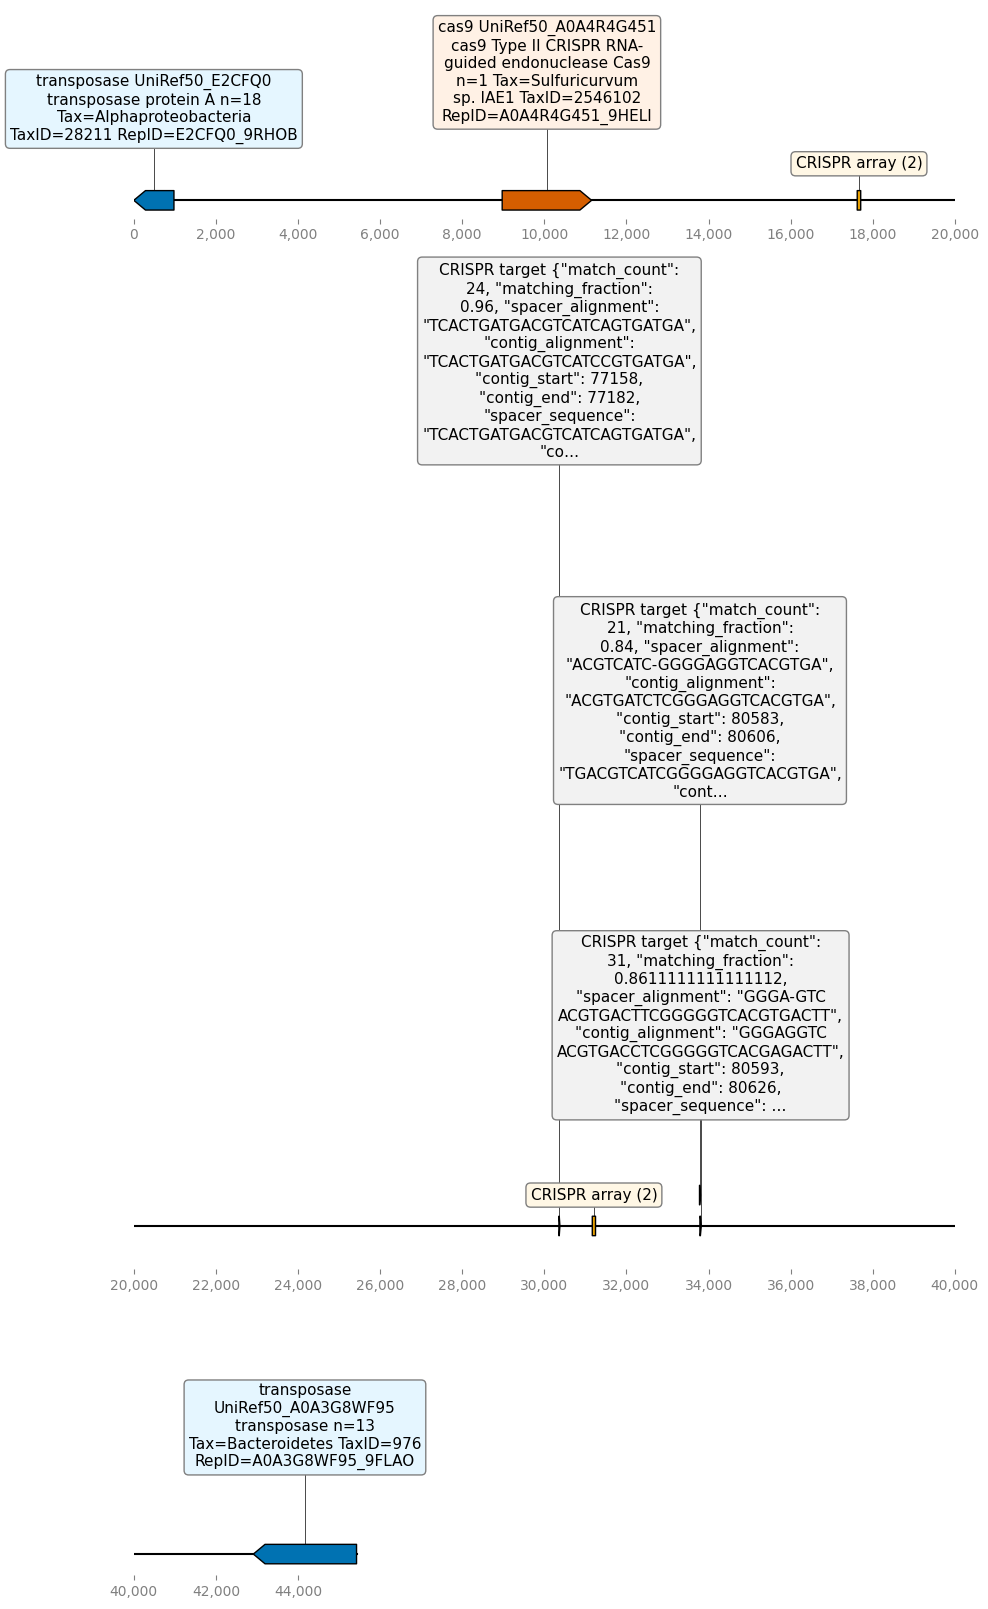 cas9 UniRef50_A0A4R4G451
cas9 Type II CRISPR RNA-
guided endonuclease Cas9
n=1 Tax=Sulfuricurvum
sp. IAE1 TaxID=2546102
RepID=A0A4R4G451_9HELI
transposase UniRef50_E2CFQ0
transposase protein A n=18
Tax=Alphaproteobacteria
TaxID=28211 RepID=E2CFQ0_9RHOB
CRISPR array (2)
0 2,000 4,000 6,000 8,000 10,000 12,000 14,000 16,000 18,000 20,000
CRISPR target {"match_count":
24, "matching_fraction":
0.96, "spacer_alignment":
"TCACTGATGACGTCATCAGTGATGA",
"contig_alignment":
"TCACTGATGACGTCATCCGTGATGA",
"contig_start": 77158,
"contig_end": 77182,
"spacer_sequence":
"TCACTGATGACGTCATCAGTGATGA",
"co...
CRISPR target {"match_count":
21, "matching_fraction":
0.84, "spacer_alignment":
"ACGTCATC-GGGGAGGTCACGTGA",
"contig_alignment":
"ACGTGATCTCGGGAGGTCACGTGA",
"contig_start": 80583,
"contig_end": 80606,
"spacer_sequence":
"TGACGTCATCGGGGAGGTCACGTGA",
"cont...
CRISPR target {"match_count":
31, "matching_fraction":
0.8611111111111112,
"spacer_alignment": "GGGA-GTC
ACGTGACTTCGGGGGTCACGTGACTT",
"contig_alignment": "GGGAGGTC
ACGTGACCTCGGGGGTCACGAGACTT",
"contig_start": 80593,
"contig_end": 80626,
"spacer_sequence": ...
CRISPR array (2)
20,000 22,000 24,000 26,000 28,000 30,000 32,000 34,000 36,000 38,000 40,000
transposase
UniRef50_A0A3G8WF95
transposase n=13
Tax=Bacteroidetes TaxID=976
RepID=A0A3G8WF95_9FLAO
40,000 42,000 44,000